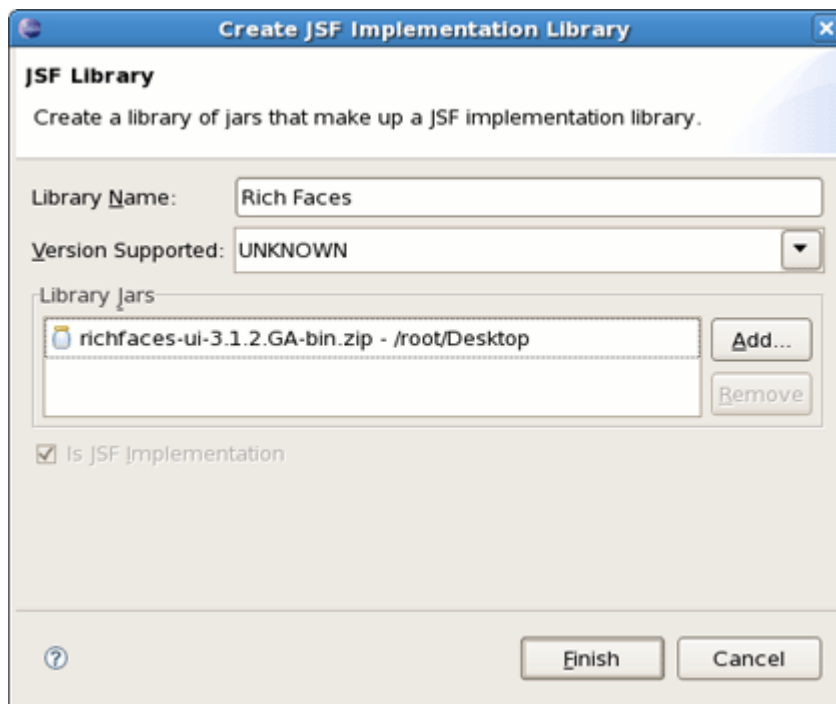 Create JSF Implementation Library
JSF Library
Create a library of jars that make up a JSF implementation library.
Library Name: Rich Faces
Version Supported: UNKNOWN
Library Jars
richfaces-ui-3.1.2.GA-bin.zip - /root/Desktop
Add...
Remove
Is JSF Implementation
Finish Cancel